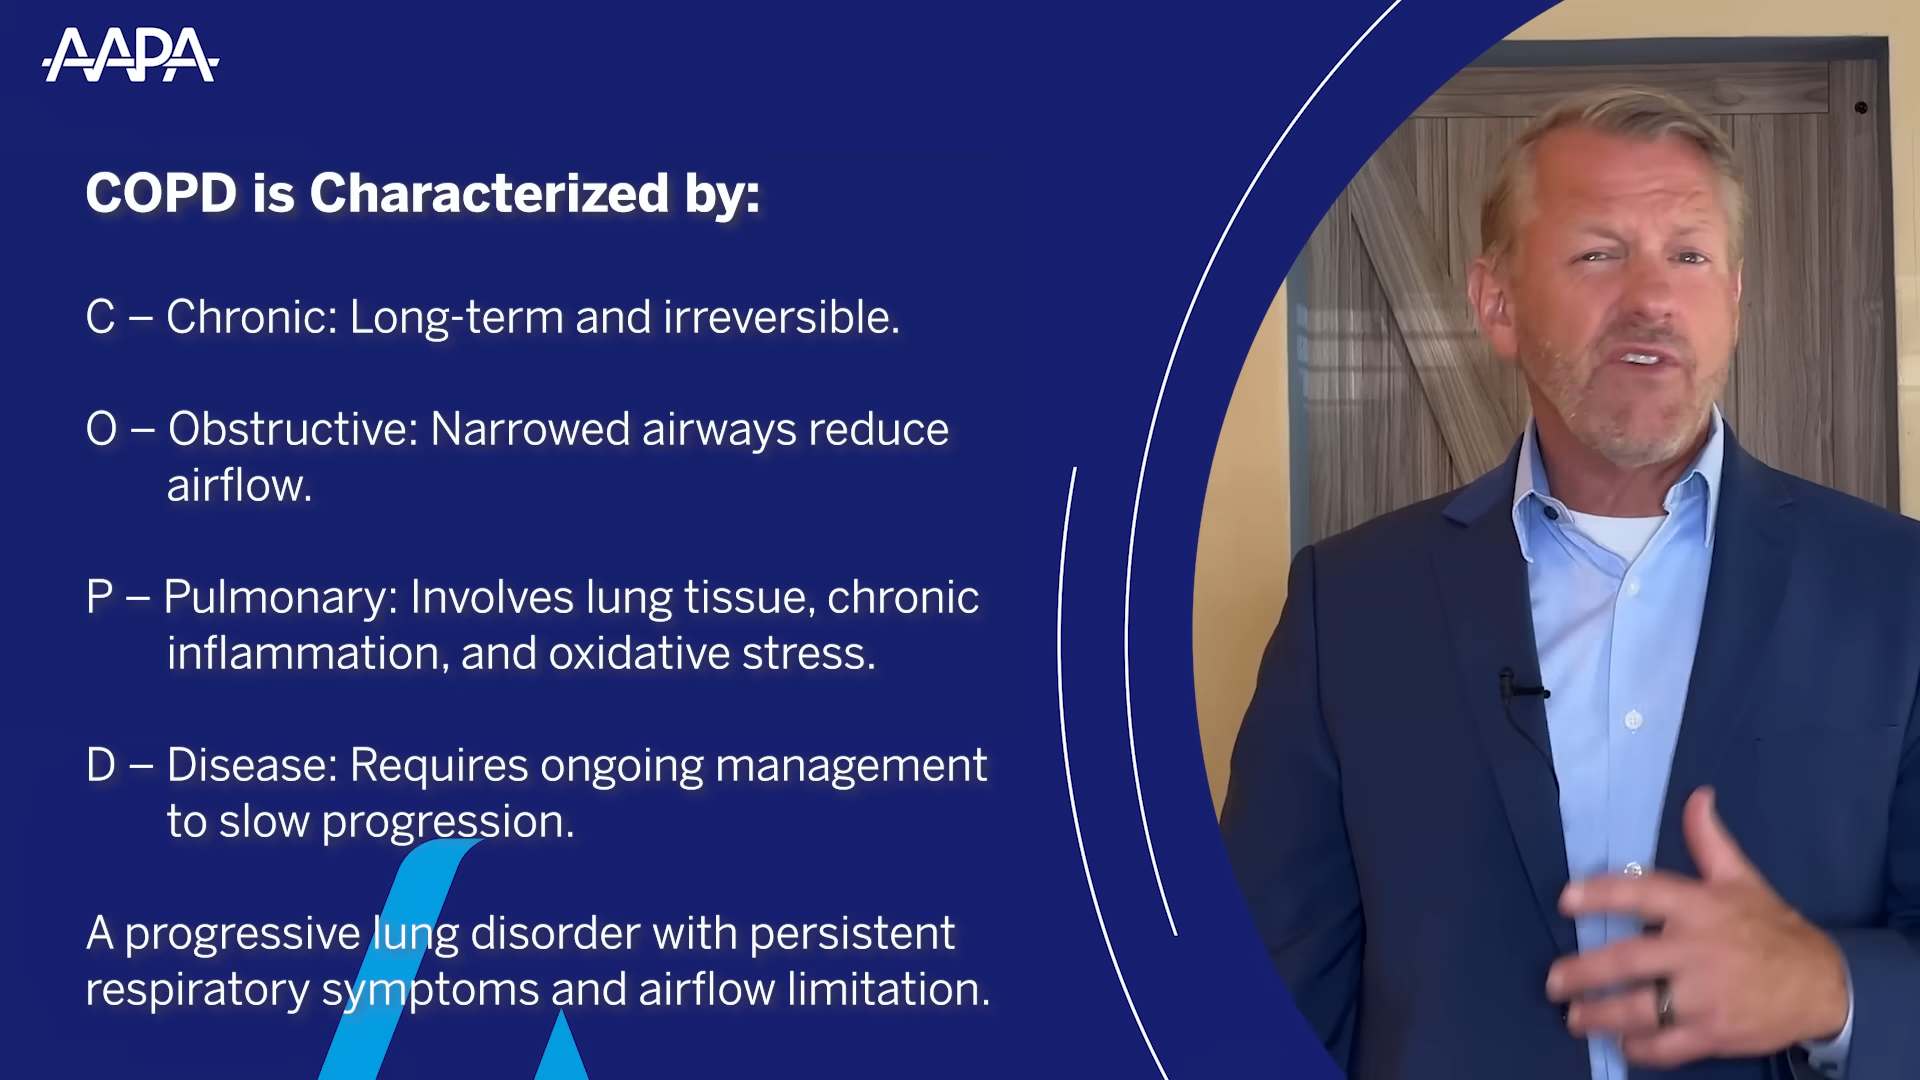 AAPA
COPD is Characterized by:
C – Chronic: Long-term and irreversible.
O – Obstructive: Narrowed airways reduce
airflow.
P – Pulmonary: Involves lung tissue, chronic
inflammation, and oxidative stress.
D – Disease: Requires ongoing management
to slow progression.
A progressive lung disorder with persistent
respiratory symptoms and airflow limitation.